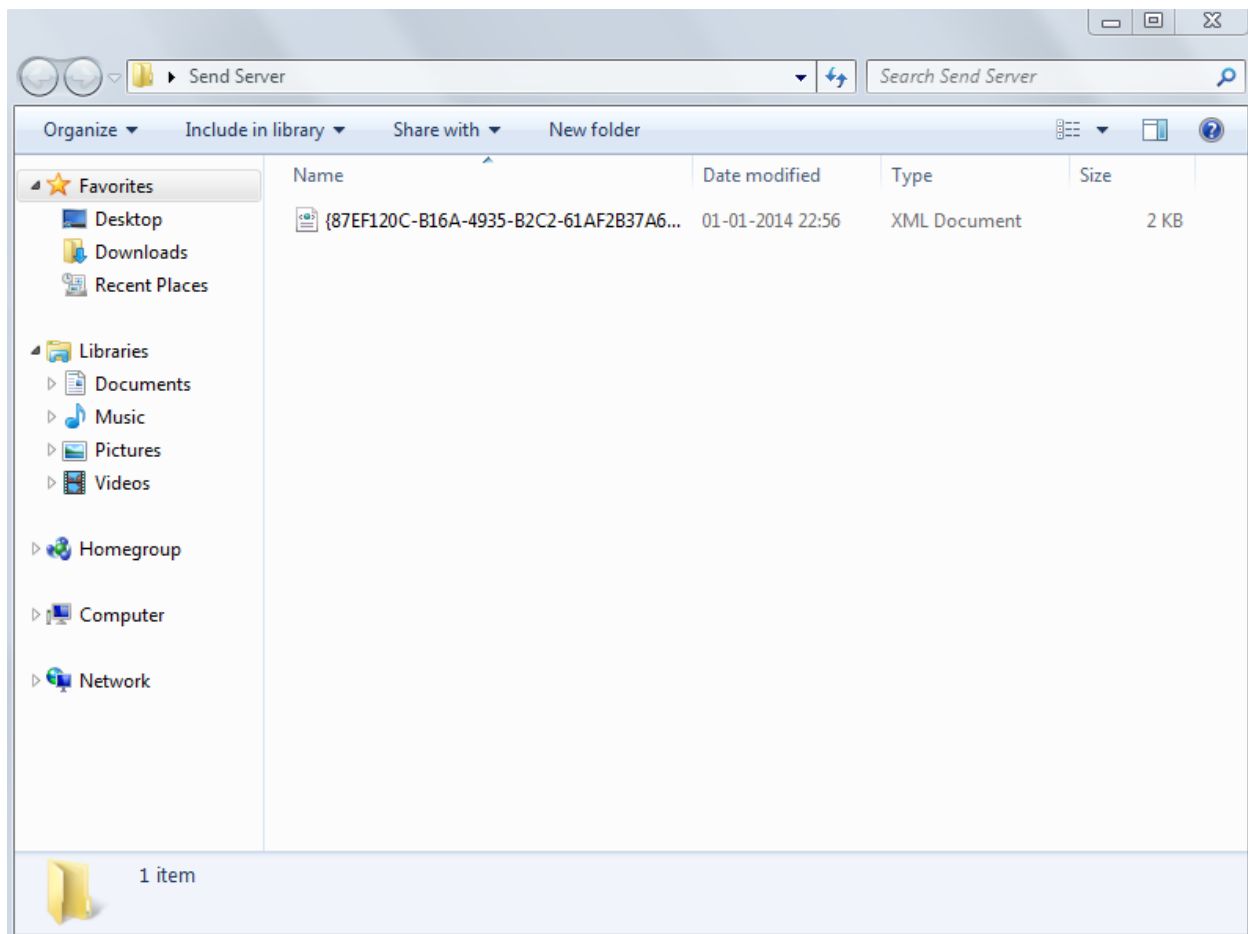 Send Server
Search Send Server
Organize Include in library Share with New folder
Name Date modified Type Size
{87EF120C-B16A-4935-B2C2-61AF2B37A6... 01-01-2014 22:56 XML Document 2 KB
Favorites
Desktop
Downloads
Recent Places
Libraries
Documents
Music
Pictures
Videos
Homegroup
Computer
Network
1 item